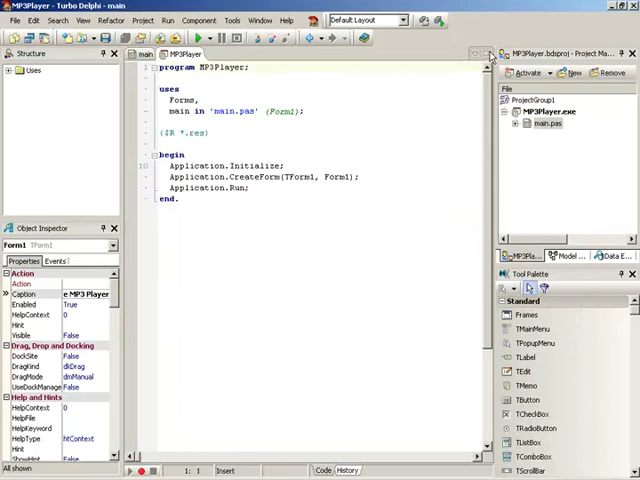 MP3Player - Turbo Delphi - main
File Edit Search View Refactor Project Run Component Tools Window Help
Default Layout
Structure
Uses
main MP3Player
1 program MP3Player;
uses
Forms,
main in 'main.pas' {Form1};
{$R *.res}
begin
10 Application.Initialize;
Application.CreateForm(TForm1, Form1);
Application.Run;
end.
MP3Player.bdsproj - Project Ma...
Activate New Remove
File
ProjectGroup1
MP3Player.exe
main.pas
MP3Pla... Model ... Data E...
Object Inspector
Form1 TForm1
Properties Events
Action
Action
Caption e MP3 Player
Enabled True
HelpContext 0
Hint
Visible False
Drag, Drop and Docking
DockSite False
DragKind dkDrag
DragMode dmManual
UseDockManage False
Help and Hints
HelpContext 0
HelpFile
HelpKeyword
HelpType htContext
Hint
ShowHint False
All shown
Tool Palette
Standard
Frames
TMainMenu
TPopupMenu
TLabel
TEdit
TMemo
TButton
TCheckBox
TRadioButton
TListBox
TComboBox
TScrollBar
1: 1 Insert Code History